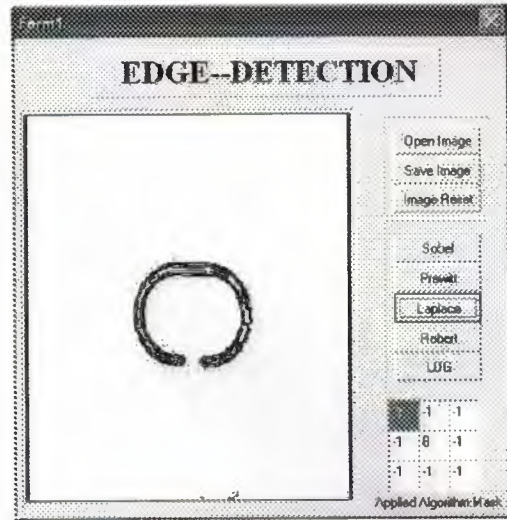 Form1
EDGE--DETECTION
Open Image
Save Image
Image Reset
Sobel
Prewitt
Laplace
Robert
LOG
-1 -1 -1
-1 8 -1
-1 -1 -1
Applied Algorithm Mask